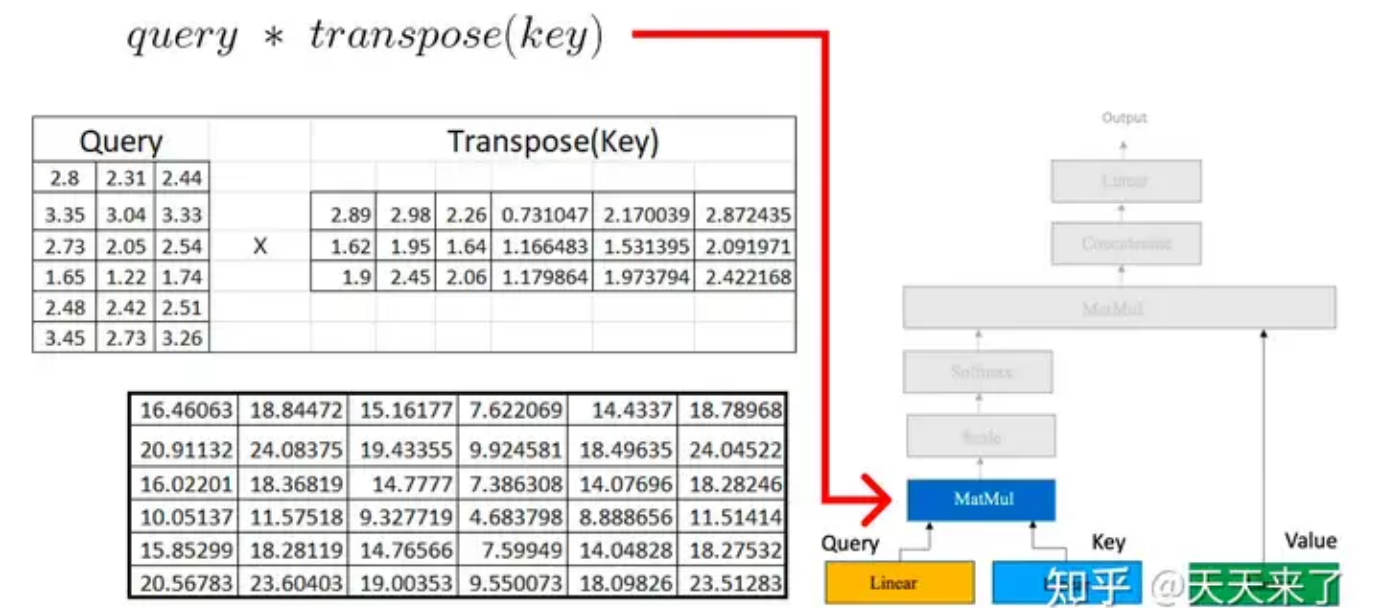 query * transpose(key)
Query Transpose(Key)
2.8 2.31 2.44
3.35 3.04 3.33 2.89 2.98 2.26 0.731047 2.170039 2.872435
2.73 2.05 2.54 X 1.62 1.95 1.64 1.166483 1.531395 2.091971
1.65 1.22 1.74 1.9 2.45 2.06 1.179864 1.973794 2.422168
2.48 2.42 2.51
3.45 2.73 3.26
16.46063 18.84472 15.16177 7.622069 14.4337 18.78968
20.91132 24.08375 19.43355 9.924581 18.49635 24.04522
16.02201 18.36819 14.7777 7.386308 14.07696 18.28246
10.05137 11.57518 9.327719 4.683798 8.888656 11.51414
15.85299 18.28119 14.76566 7.59949 14.04828 18.27532
20.56783 23.60403 19.00353 9.550073 18.09826 23.51283
Output
Linear
Concatenate
MatMul
Softmax
Scale
MatMul
Query Key Value
Linear
知乎 @天天来了